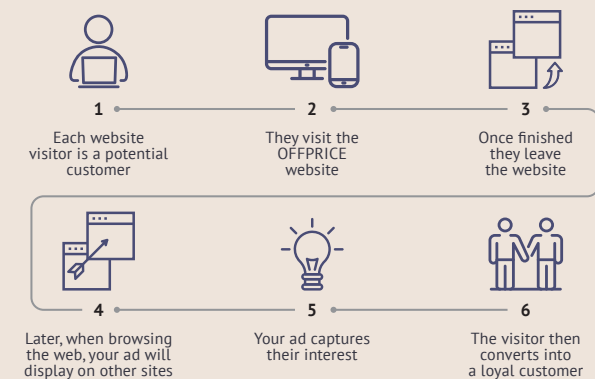 1
Each website
visitor is a potential
customer
2
They visit the
OFFPRICE
website
3
Once finished
they leave
the website
4
Later, when browsing
the web, your ad will
display on other sites
5
Your ad captures
their interest
6
The visitor then
converts into
a loyal customer